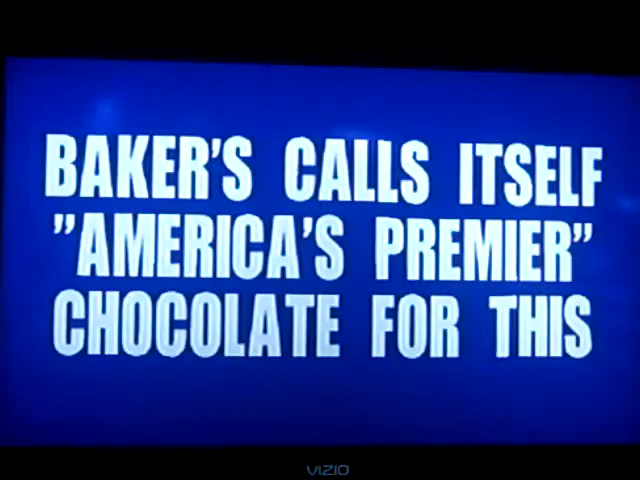 BAKER'S CALLS ITSELF
"AMERICA'S PREMIER"
CHOCOLATE FOR THIS
VIZIO